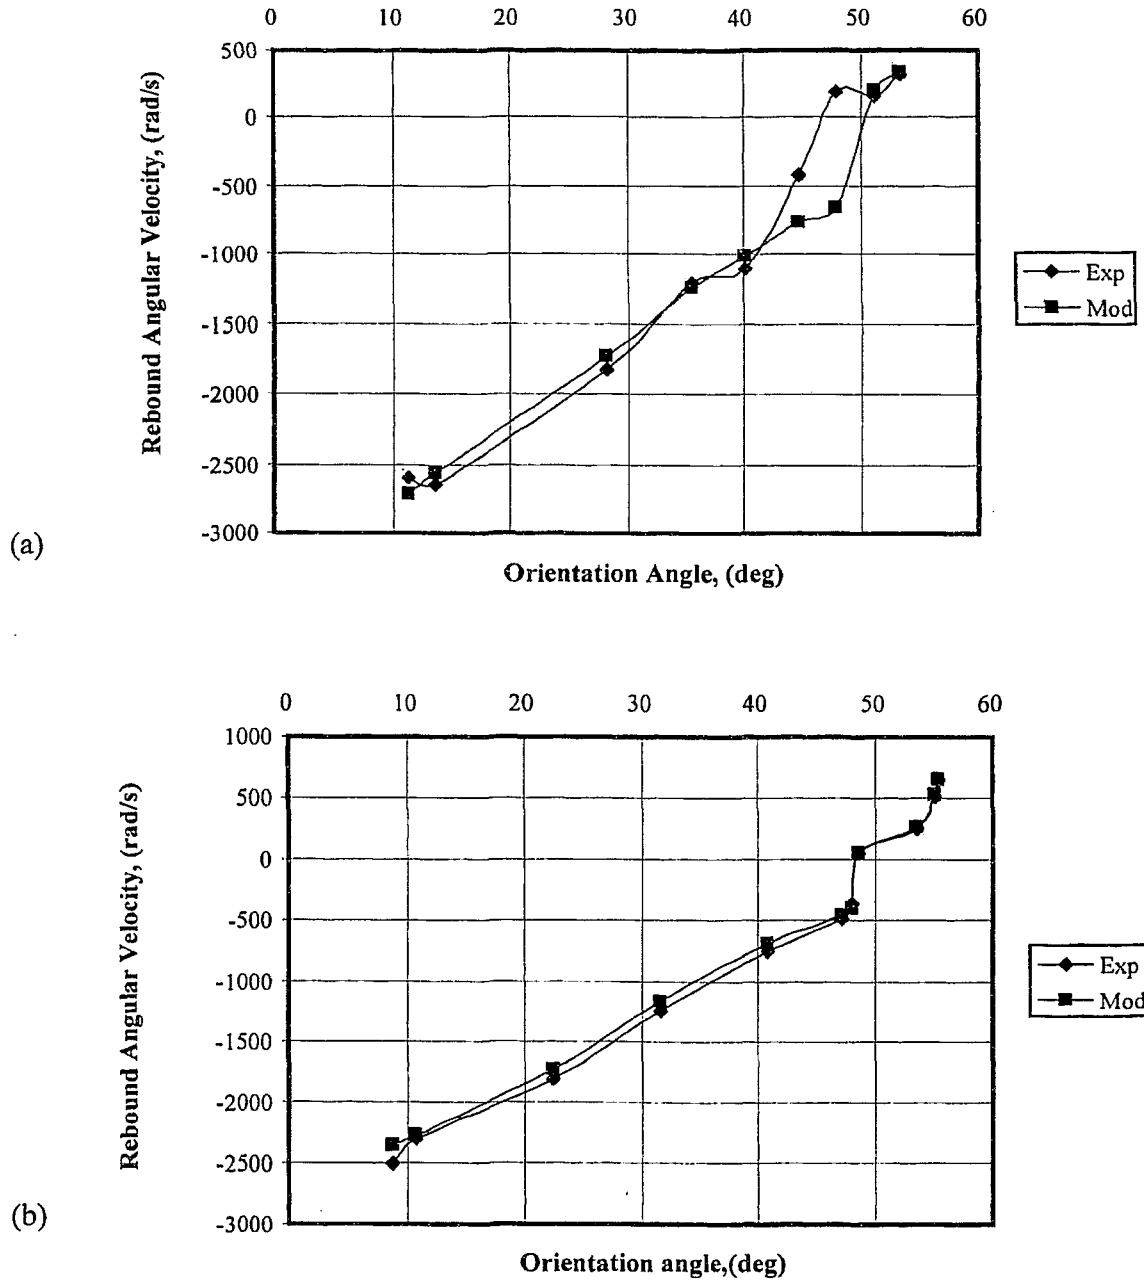 0 10 20 30 40 50 60
500
0
-500
-1000
-1500
-2000
-2500
-3000
Rebound Angular Velocity, (rad/s)
Exp
Mod
(a)
Orientation Angle, (deg)
0 10 20 30 40 50 60
1000
500
0
-500
-1000
-1500
-2000
-2500
-3000
Rebound Angular Velocity, (rad/s)
Exp
Mod
(b)
Orientation angle,(deg)